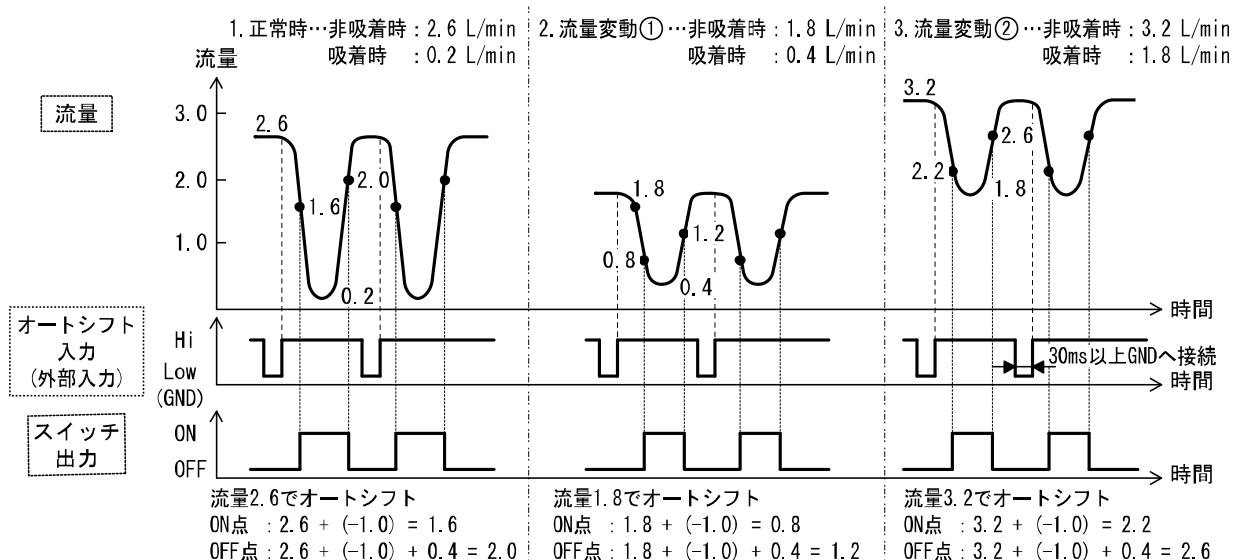 1. 正常時…非吸着時：2.6 L/min
吸着時 ：0.2 L/min
2. 流量変動①…非吸着時：1.8 L/min
吸着時 ：0.4 L/min
3. 流量変動②…非吸着時：3.2 L/min
吸着時 ：1.8 L/min
流量
流量
3.0
2.0
1.0
2.6
1.6
2.0
0.2
1.8
0.8
1.2
0.4
3.2
2.2
2.6
1.8
時間
オートシフト
入力
(外部入力)
Hi
Low
(GND)
30ms以上GNDへ接続
時間
スイッチ
出力
ON
OFF
時間
流量2.6でオートシフト
ON点 ：2.6 + (-1.0) = 1.6
OFF点：2.6 + (-1.0) + 0.4 = 2.0
流量1.8でオートシフト
ON点 ：1.8 + (-1.0) = 0.8
OFF点：1.8 + (-1.0) + 0.4 = 1.2
流量3.2でオートシフト
ON点 ：3.2 + (-1.0) = 2.2
OFF点：3.2 + (-1.0) + 0.4 = 2.6